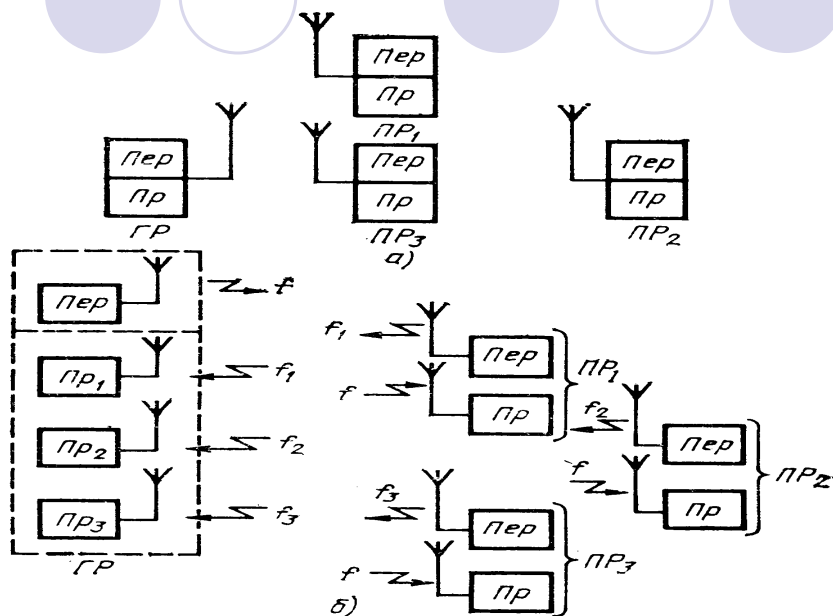 Пер
Пр
ПР₁
Пер
Пр
ГР
Пер
Пр
ПР₃
Пер
Пр
ПР₂
а)
Пер
f
Пр₁
f₁
Пр₂
f₂
Пр₃
f₃
ГР
f₁
Пер
f
Пр
ПР₁
f₂
Пер
f
Пр
ПР₂
f₃
Пер
f
Пр
ПР₃
б)